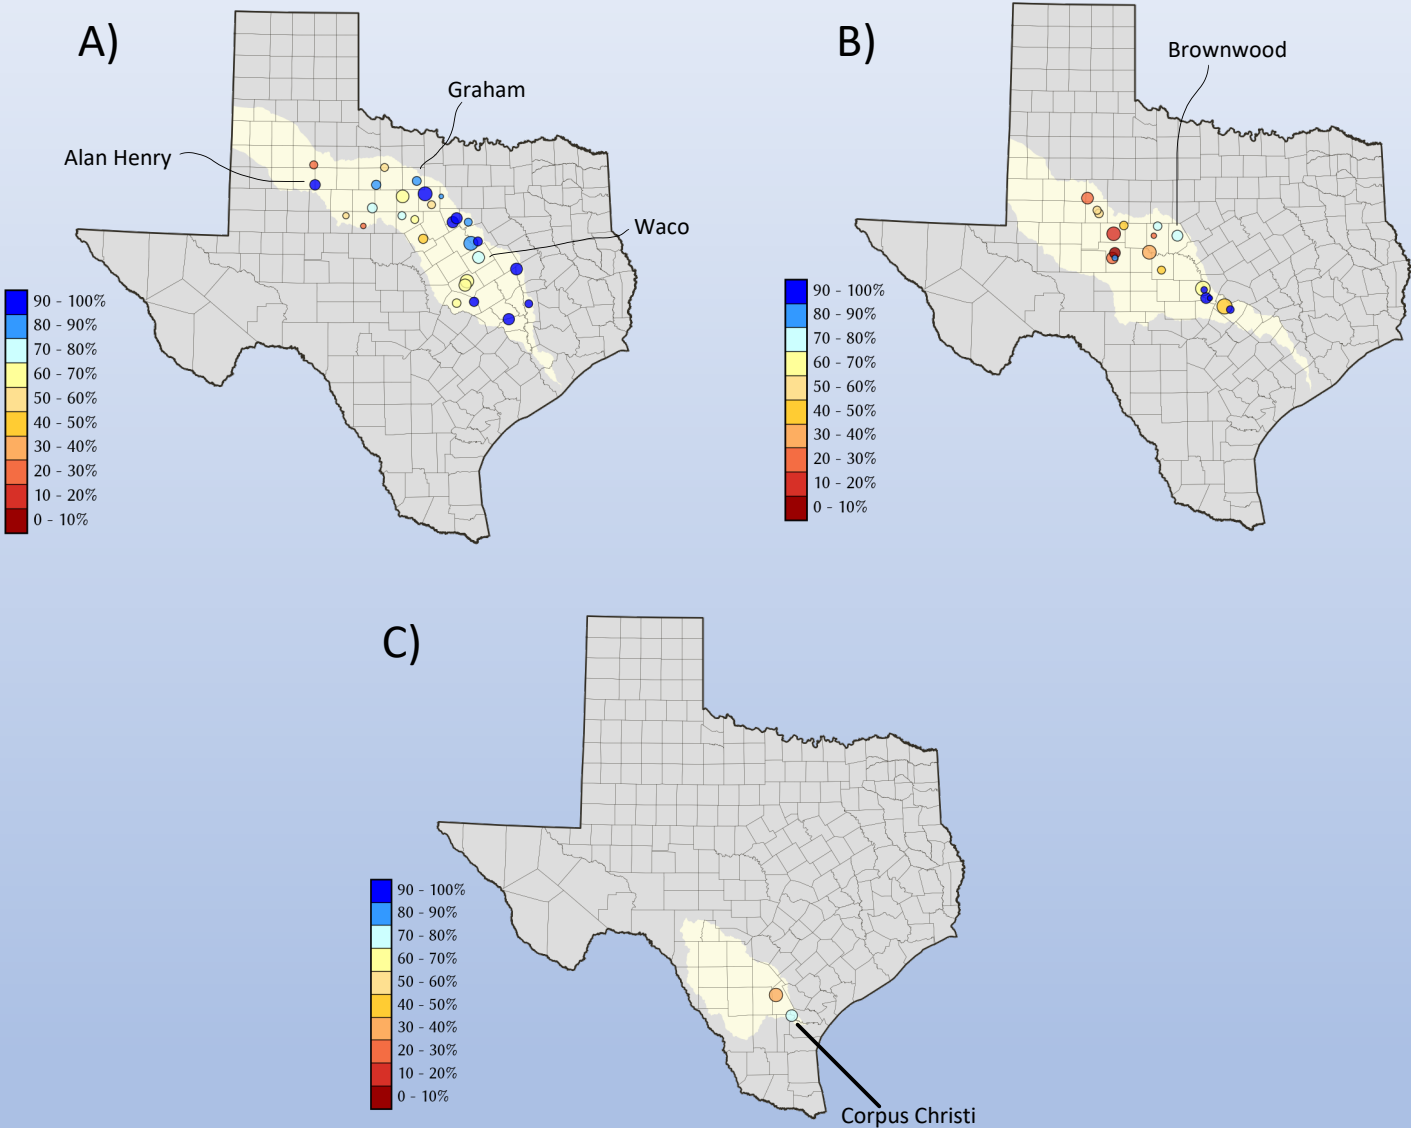 A)
Graham
Alan Henry
Waco
90 - 100%
80 - 90%
70 - 80%
60 - 70%
50 - 60%
40 - 50%
30 - 40%
20 - 30%
10 - 20%
0 - 10%
B)
Brownwood
90 - 100%
80 - 90%
70 - 80%
60 - 70%
50 - 60%
40 - 50%
30 - 40%
20 - 30%
10 - 20%
0 - 10%
C)
90 - 100%
80 - 90%
70 - 80%
60 - 70%
50 - 60%
40 - 50%
30 - 40%
20 - 30%
10 - 20%
0 - 10%
Corpus Christi